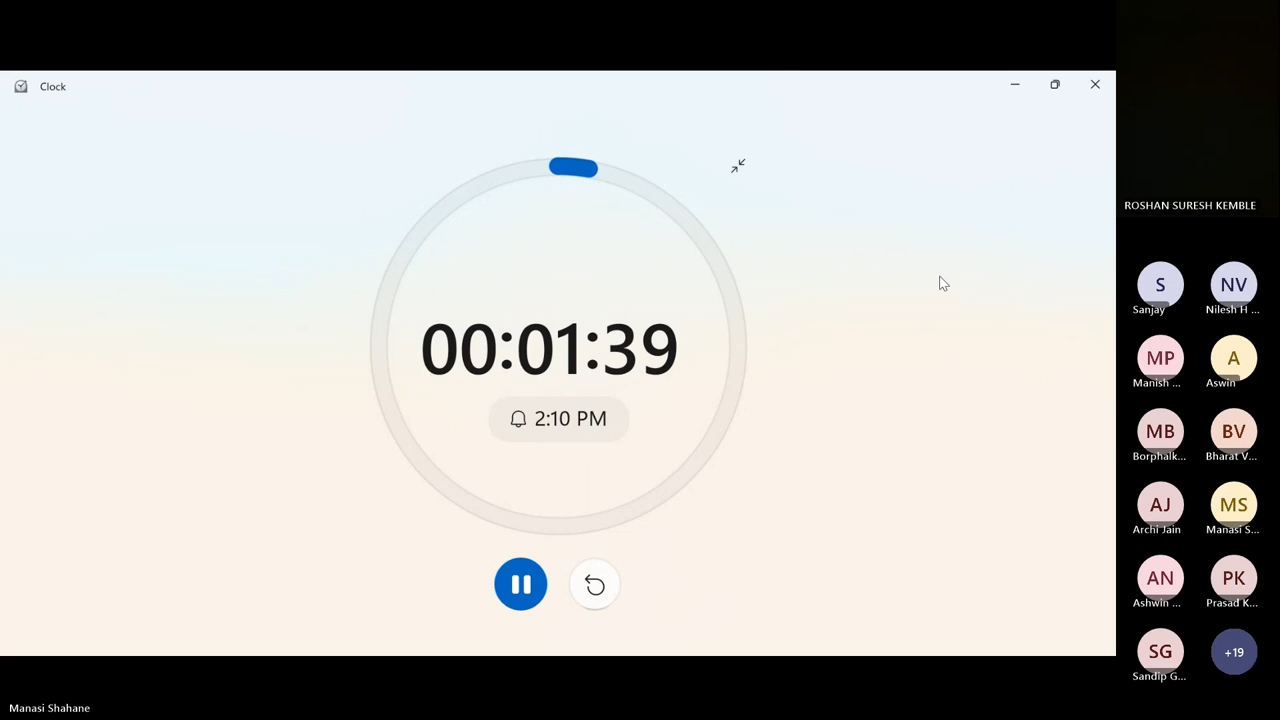 Clock
00:01:39
2:10 PM
ROSHAN SURESH KEMBLE
S
Sanjay
NV
Nilesh H ...
MP
Manish ...
A
Aswin
MB
Borphalk...
BV
Bharat V...
AJ
Archi Jain
MS
Manasi S...
AN
Ashwin ...
PK
Prasad K...
SG
Sandip G...
+19
Manasi Shahane